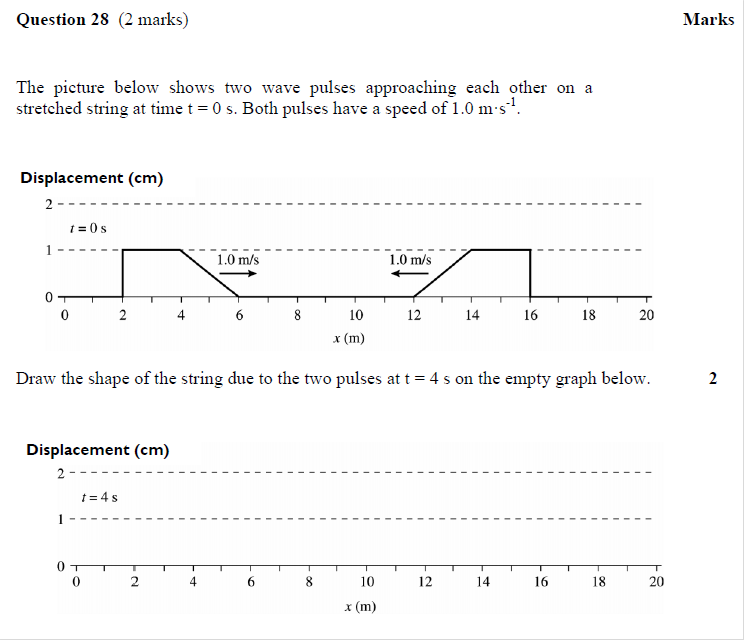 Question 28 (2 marks) Marks
The picture below shows two wave pulses approaching each other on a
stretched string at time t = 0 s. Both pulses have a speed of 1.0 m·s⁻¹.
Displacement (cm)
2
t = 0 s
1
1.0 m/s 1.0 m/s
0
0 2 4 6 8 10 12 14 16 18 20
x (m)
Draw the shape of the string due to the two pulses at t = 4 s on the empty graph below. 2
Displacement (cm)
2
t = 4 s
1
0
0 2 4 6 8 10 12 14 16 18 20
x (m)